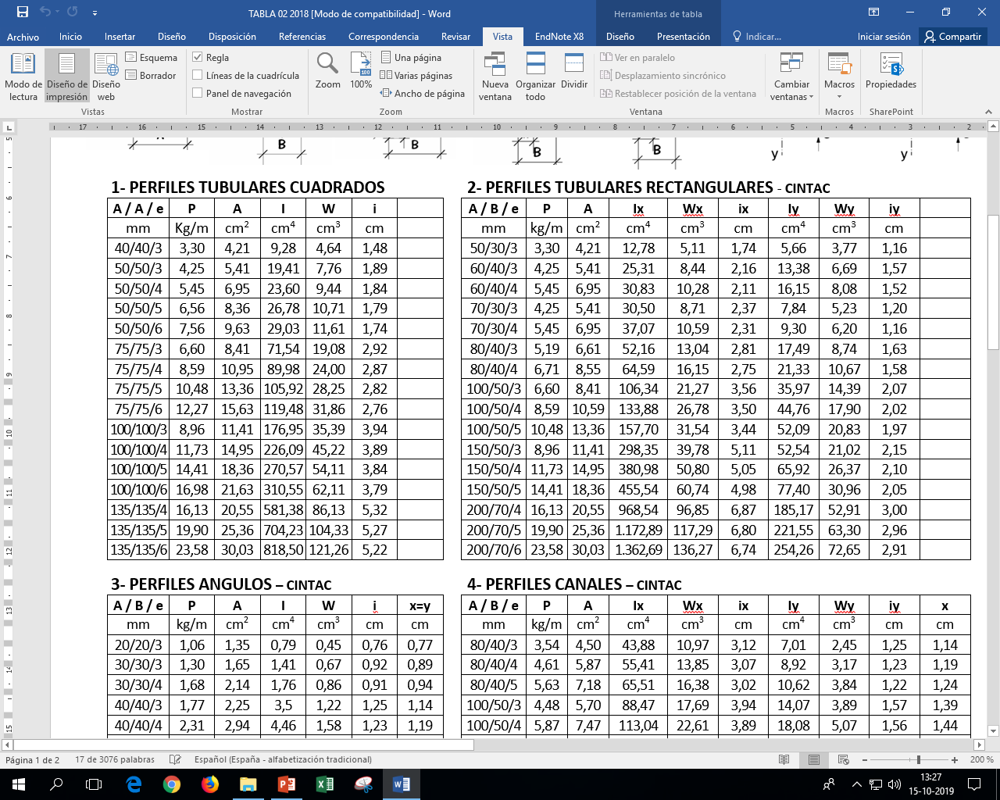 TABLA 02 2018 [Modo de compatibilidad] - Word
Herramientas de tabla
Archivo Inicio Insertar Diseño Disposición Referencias Correspondencia Revisar Vista EndNote X8 Diseño Presentación Indicar... Iniciar sesión Compartir
Modo de lectura
Diseño de impresión
Diseño web
Esquema
Borrador
Vistas
Regla
Líneas de la cuadrícula
Panel de navegación
Mostrar
Zoom
100%
Una página
Varias páginas
Ancho de página
Zoom
Nueva ventana
Organizar todo
Dividir
Ver en paralelo
Desplazamiento sincrónico
Restablecer posición de la ventana
Ventana
Cambiar ventanas
Macros
Macros
Propiedades
SharePoint
17 16 15 14 13 12 11 10 9 8 7 6 5 4 3 2
B B B B y y
1- PERFILES TUBULARES CUADRADOS
A / A / e P A I W i
mm Kg/m cm² cm⁴ cm³ cm
40/40/3 3,30 4,21 9,28 4,64 1,48
50/50/3 4,25 5,41 19,41 7,76 1,89
50/50/4 5,45 6,95 23,60 9,44 1,84
50/50/5 6,56 8,36 26,78 10,71 1,79
50/50/6 7,56 9,63 29,03 11,61 1,74
75/75/3 6,60 8,41 71,54 19,08 2,92
75/75/4 8,59 10,95 89,98 24,00 2,87
75/75/5 10,48 13,36 105,92 28,25 2,82
75/75/6 12,27 15,63 119,48 31,86 2,76
100/100/3 8,96 11,41 176,95 35,39 3,94
100/100/4 11,73 14,95 226,09 45,22 3,89
100/100/5 14,41 18,36 270,57 54,11 3,84
100/100/6 16,98 21,63 310,55 62,11 3,79
135/135/4 16,13 20,55 581,38 86,13 5,32
135/135/5 19,90 25,36 704,23 104,33 5,27
135/135/6 23,58 30,03 818,50 121,26 5,22
2- PERFILES TUBULARES RECTANGULARES - CINTAC
A / B / e P A Ix Wx ix Iy Wy iy
mm kg/m cm² cm⁴ cm³ cm cm⁴ cm³ cm
50/30/3 3,30 4,21 12,78 5,11 1,74 5,66 3,77 1,16
60/40/3 4,25 5,41 25,31 8,44 2,16 13,38 6,69 1,57
60/40/4 5,45 6,95 30,83 10,28 2,11 16,15 8,08 1,52
70/30/3 4,25 5,41 30,50 8,71 2,37 7,84 5,23 1,20
70/30/4 5,45 6,95 37,07 10,59 2,31 9,30 6,20 1,16
80/40/3 5,19 6,61 52,16 13,04 2,81 17,49 8,74 1,63
80/40/4 6,71 8,55 64,59 16,15 2,75 21,33 10,67 1,58
100/50/3 6,60 8,41 106,34 21,27 3,56 35,97 14,39 2,07
100/50/4 8,59 10,59 133,88 26,78 3,50 44,76 17,90 2,02
100/50/5 10,48 13,36 157,70 31,54 3,44 52,09 20,83 1,97
150/50/3 8,96 11,41 298,35 39,78 5,11 52,54 21,02 2,15
150/50/4 11,73 14,95 380,98 50,80 5,05 65,92 26,37 2,10
150/50/5 14,41 18,36 455,54 60,74 4,98 77,40 30,96 2,05
200/70/4 16,13 20,55 968,54 96,85 6,87 185,17 52,91 3,00
200/70/5 19,90 25,36 1.172,89 117,29 6,80 221,55 63,30 2,96
200/70/6 23,58 30,03 1.362,69 136,27 6,74 254,26 72,65 2,91
3- PERFILES ANGULOS – CINTAC
A / B / e P A I W i x=y
mm kg/m cm² cm⁴ cm³ cm cm
20/20/3 1,06 1,35 0,79 0,45 0,76 0,77
30/30/3 1,30 1,65 1,41 0,67 0,92 0,89
30/30/4 1,68 2,14 1,76 0,86 0,91 0,94
40/40/3 1,77 2,25 3,5 1,22 1,25 1,14
40/40/4 2,31 2,94 4,46 1,58 1,23 1,19
4- PERFILES CANALES – CINTAC
A / B / e P A Ix Wx ix Iy Wy iy x
mm kg/m cm² cm⁴ cm³ cm cm⁴ cm³ cm cm
80/40/3 3,54 4,50 43,88 10,97 3,12 7,01 2,45 1,25 1,14
80/40/4 4,61 5,87 55,41 13,85 3,07 8,92 3,17 1,23 1,19
80/40/5 5,63 7,18 65,51 16,38 3,02 10,62 3,84 1,22 1,24
100/50/3 4,48 5,70 88,47 17,69 3,94 14,07 3,89 1,57 1,39
100/50/4 5,87 7,47 113,04 22,61 3,89 18,08 5,07 1,56 1,44
Página 1 de 2 17 de 3076 palabras Español (España - alfabetización tradicional) 200 %
13:27
15-10-2019